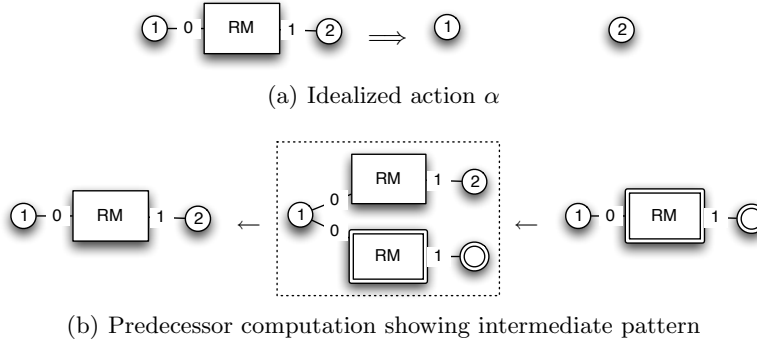 1 0 RM 1 2 ⟹ 1 2
(a) Idealized action α
RM 1 2
0
1 0 RM 1 2 ← 1 ← 1 0 RM 1
0
RM 1
(b) Predecessor computation showing intermediate pattern